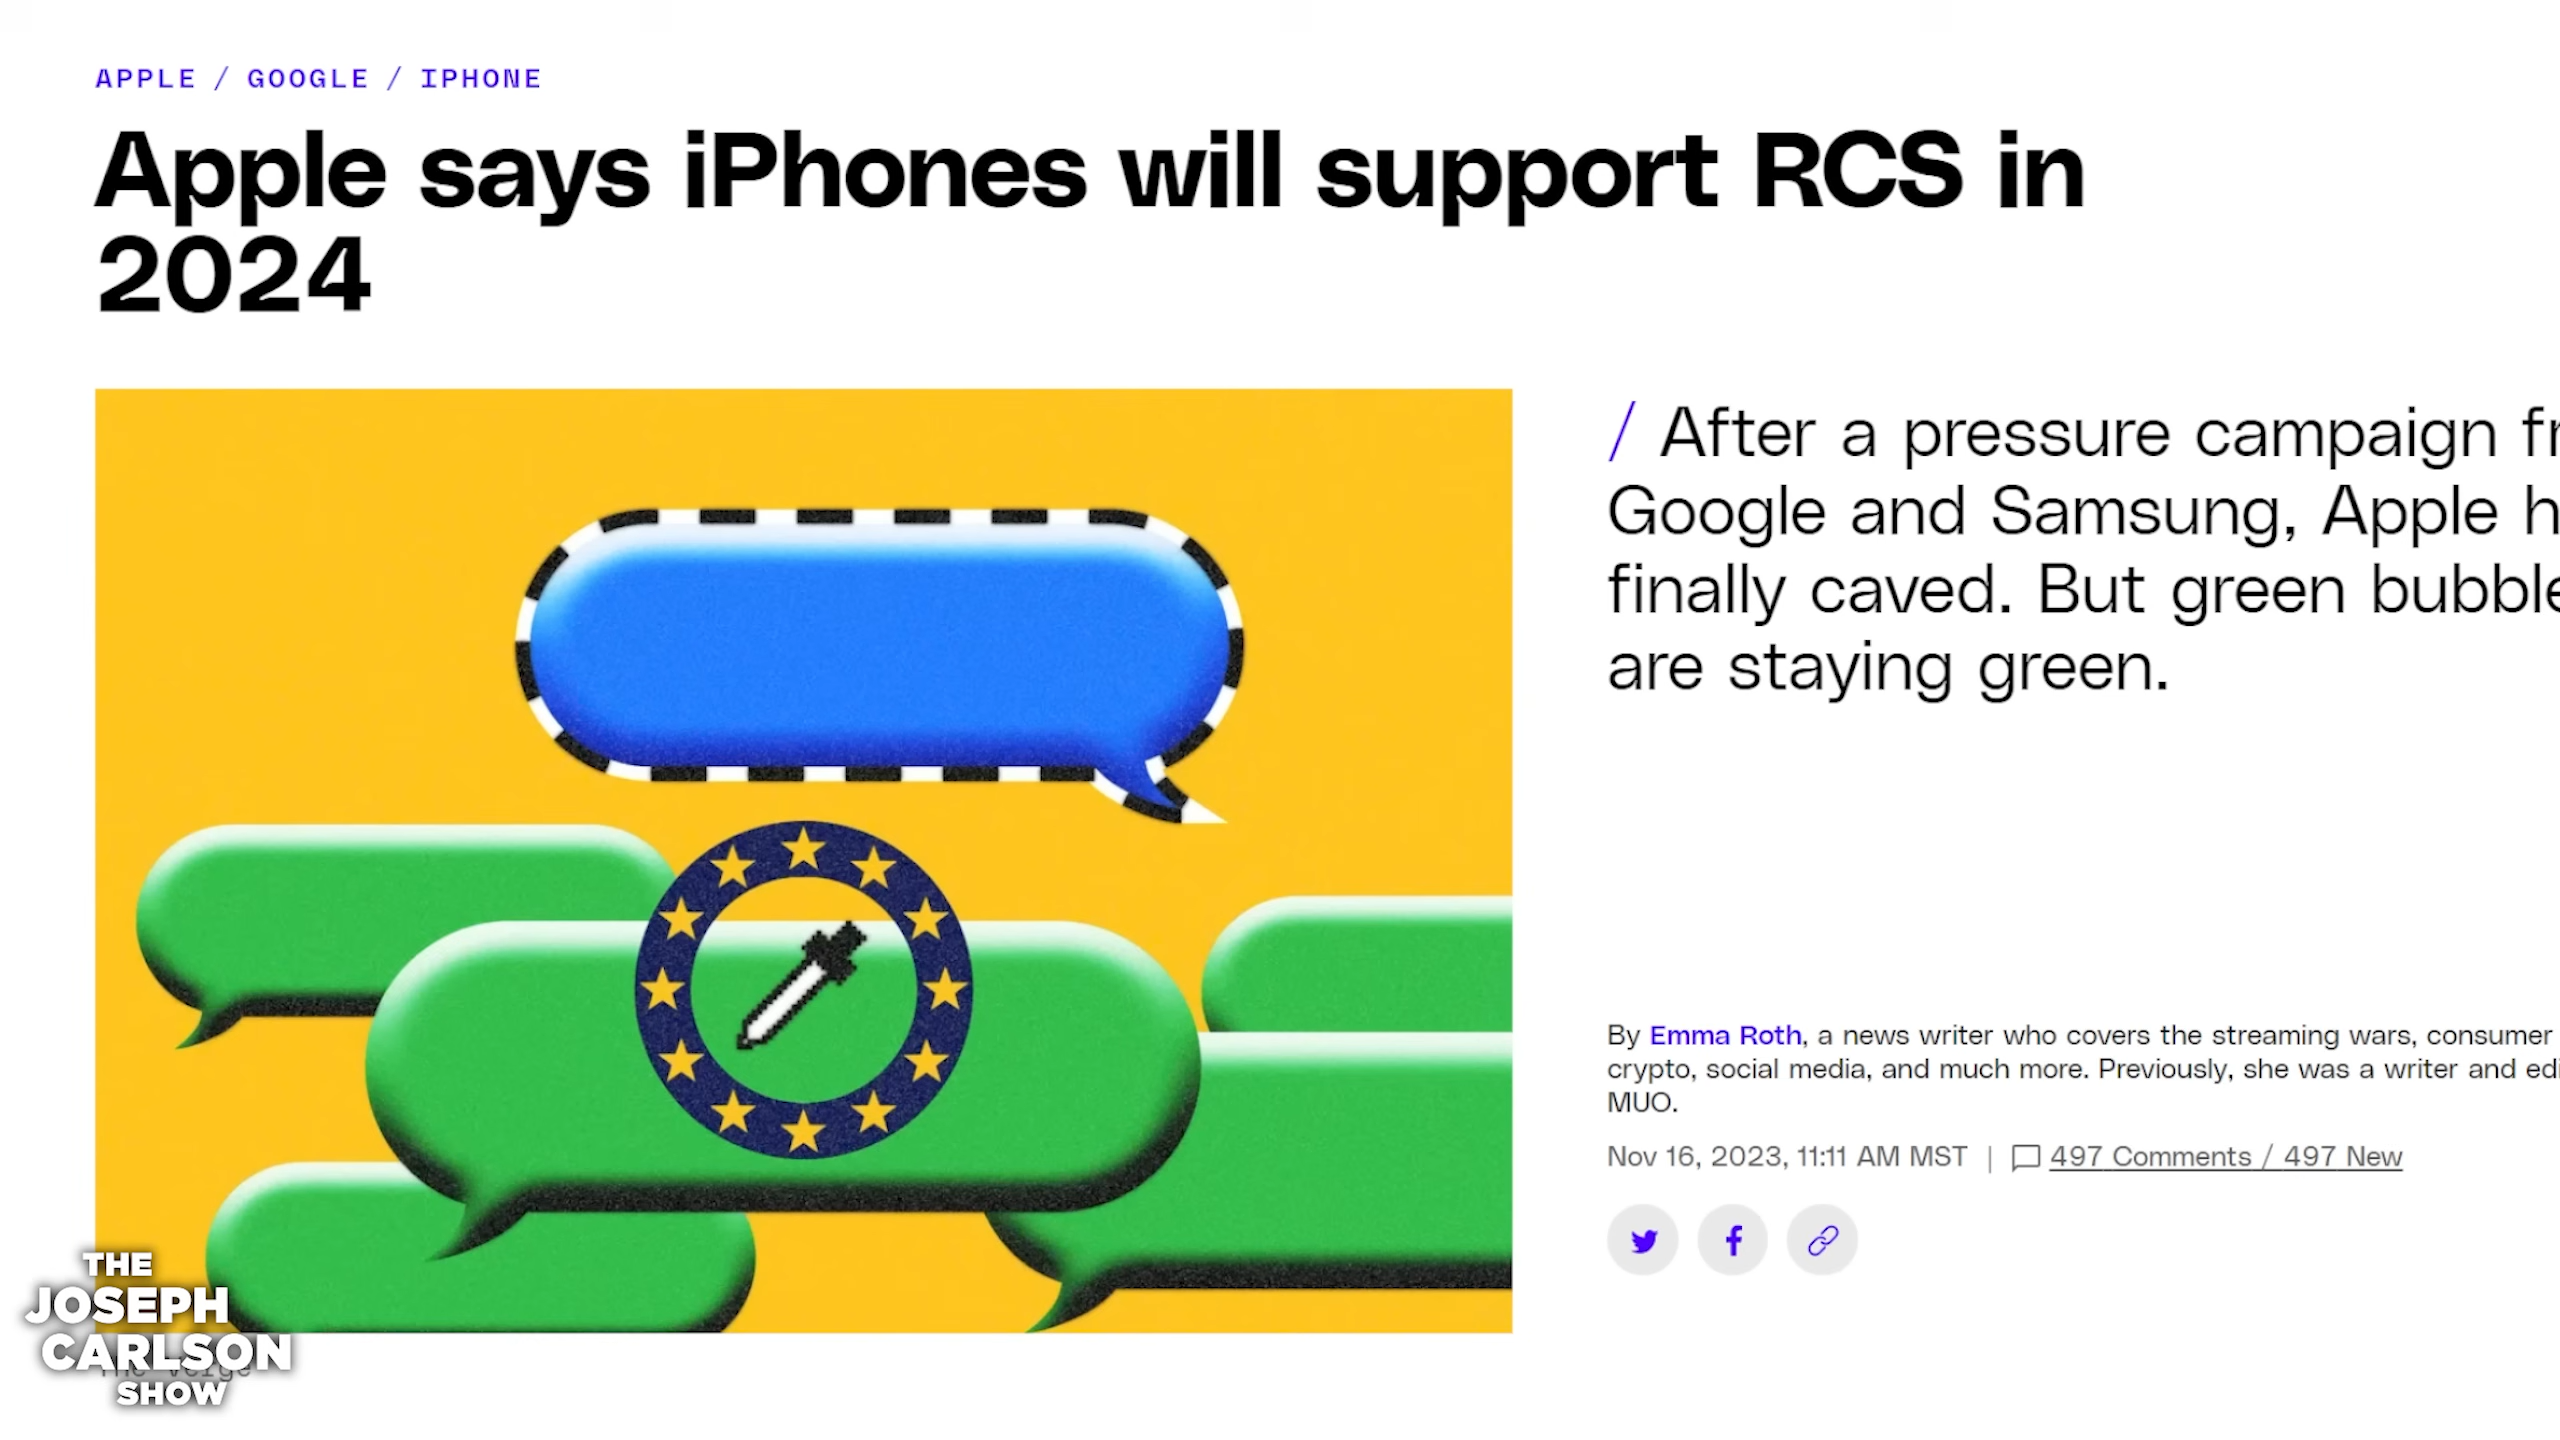 APPLE / GOOGLE / IPHONE
Apple says iPhones will support RCS in
2024
/ After a pressure campaign
Google and Samsung, Apple
finally caved. But green
are staying green.
By Emma Roth, a news writer who covers the streaming wars, consumer
crypto, social media, and much more. Previously, she was a writer and
MUO.
Nov 16, 2023, 11:11 AM MST | 497 Comments / 497 New
THE
JOSEPH
CARLSON
The Verge
SHOW